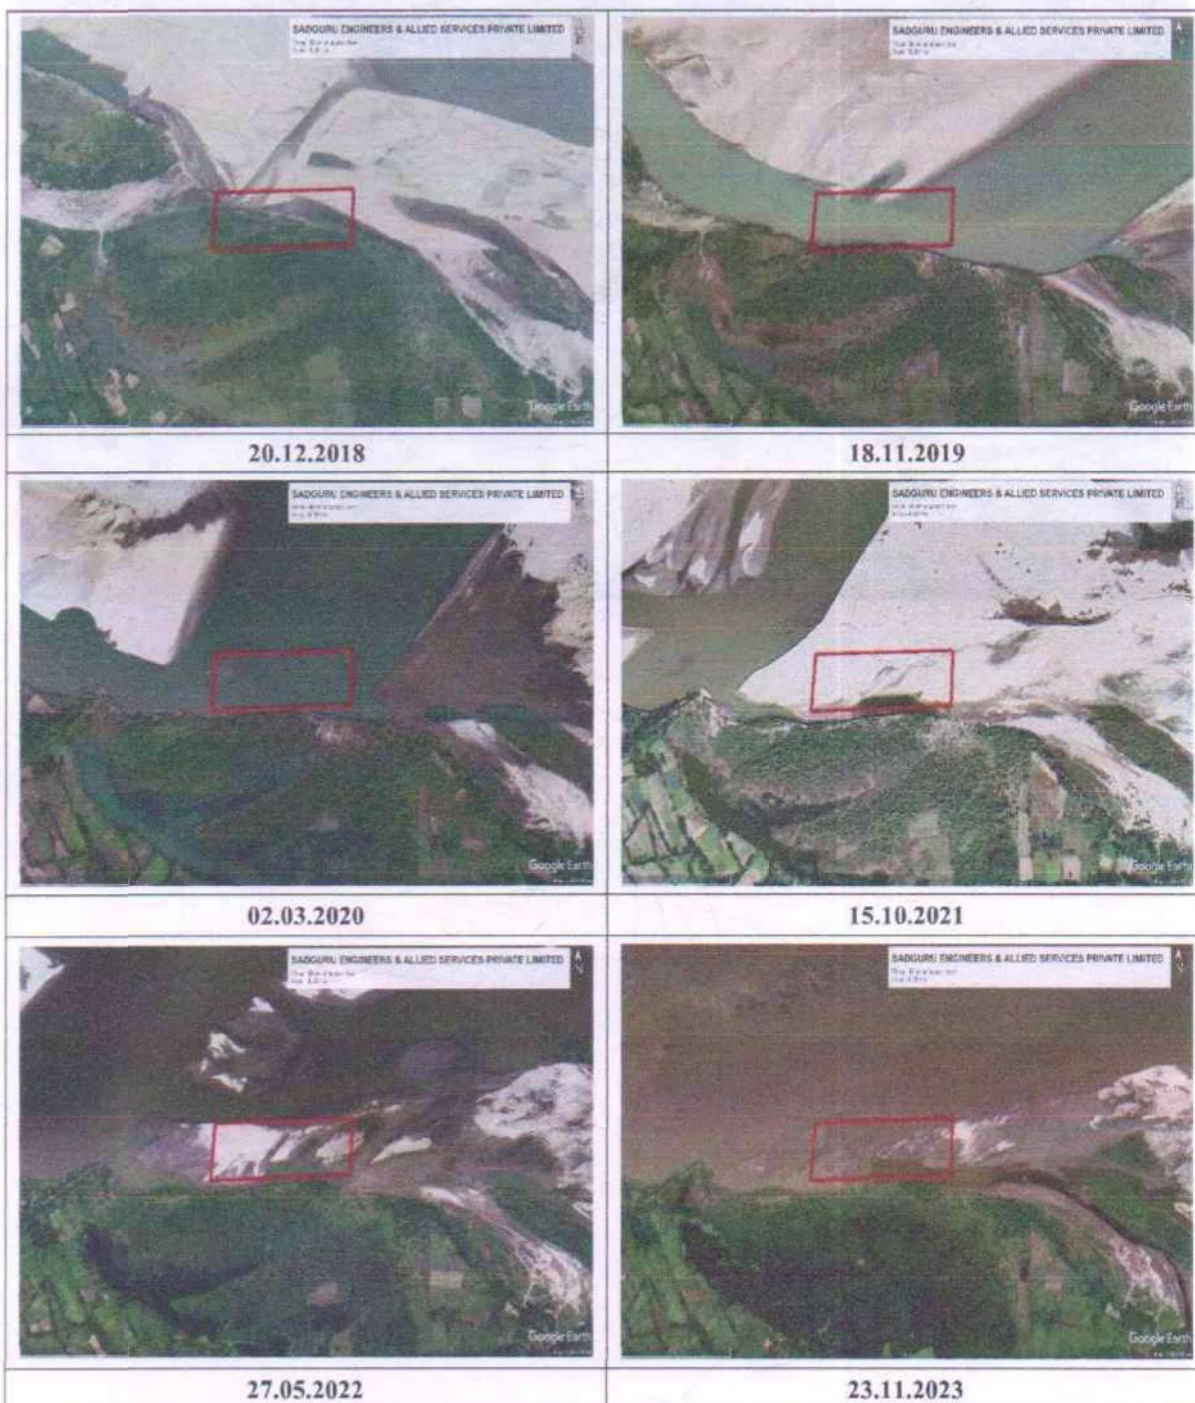 SADGURU ENGINEERS & ALLIED SERVICES PRIVATE LIMITED
Google Earth
SADGURU ENGINEERS & ALLIED SERVICES PRIVATE LIMITED
Google Earth
20.12.2018
18.11.2019
SADGURU ENGINEERS & ALLIED SERVICES PRIVATE LIMITED
Google Earth
SADGURU ENGINEERS & ALLIED SERVICES PRIVATE LIMITED
Google Earth
02.03.2020
15.10.2021
SADGURU ENGINEERS & ALLIED SERVICES PRIVATE LIMITED
Google Earth
SADGURU ENGINEERS & ALLIED SERVICES PRIVATE LIMITED
Google Earth
27.05.2022
23.11.2023